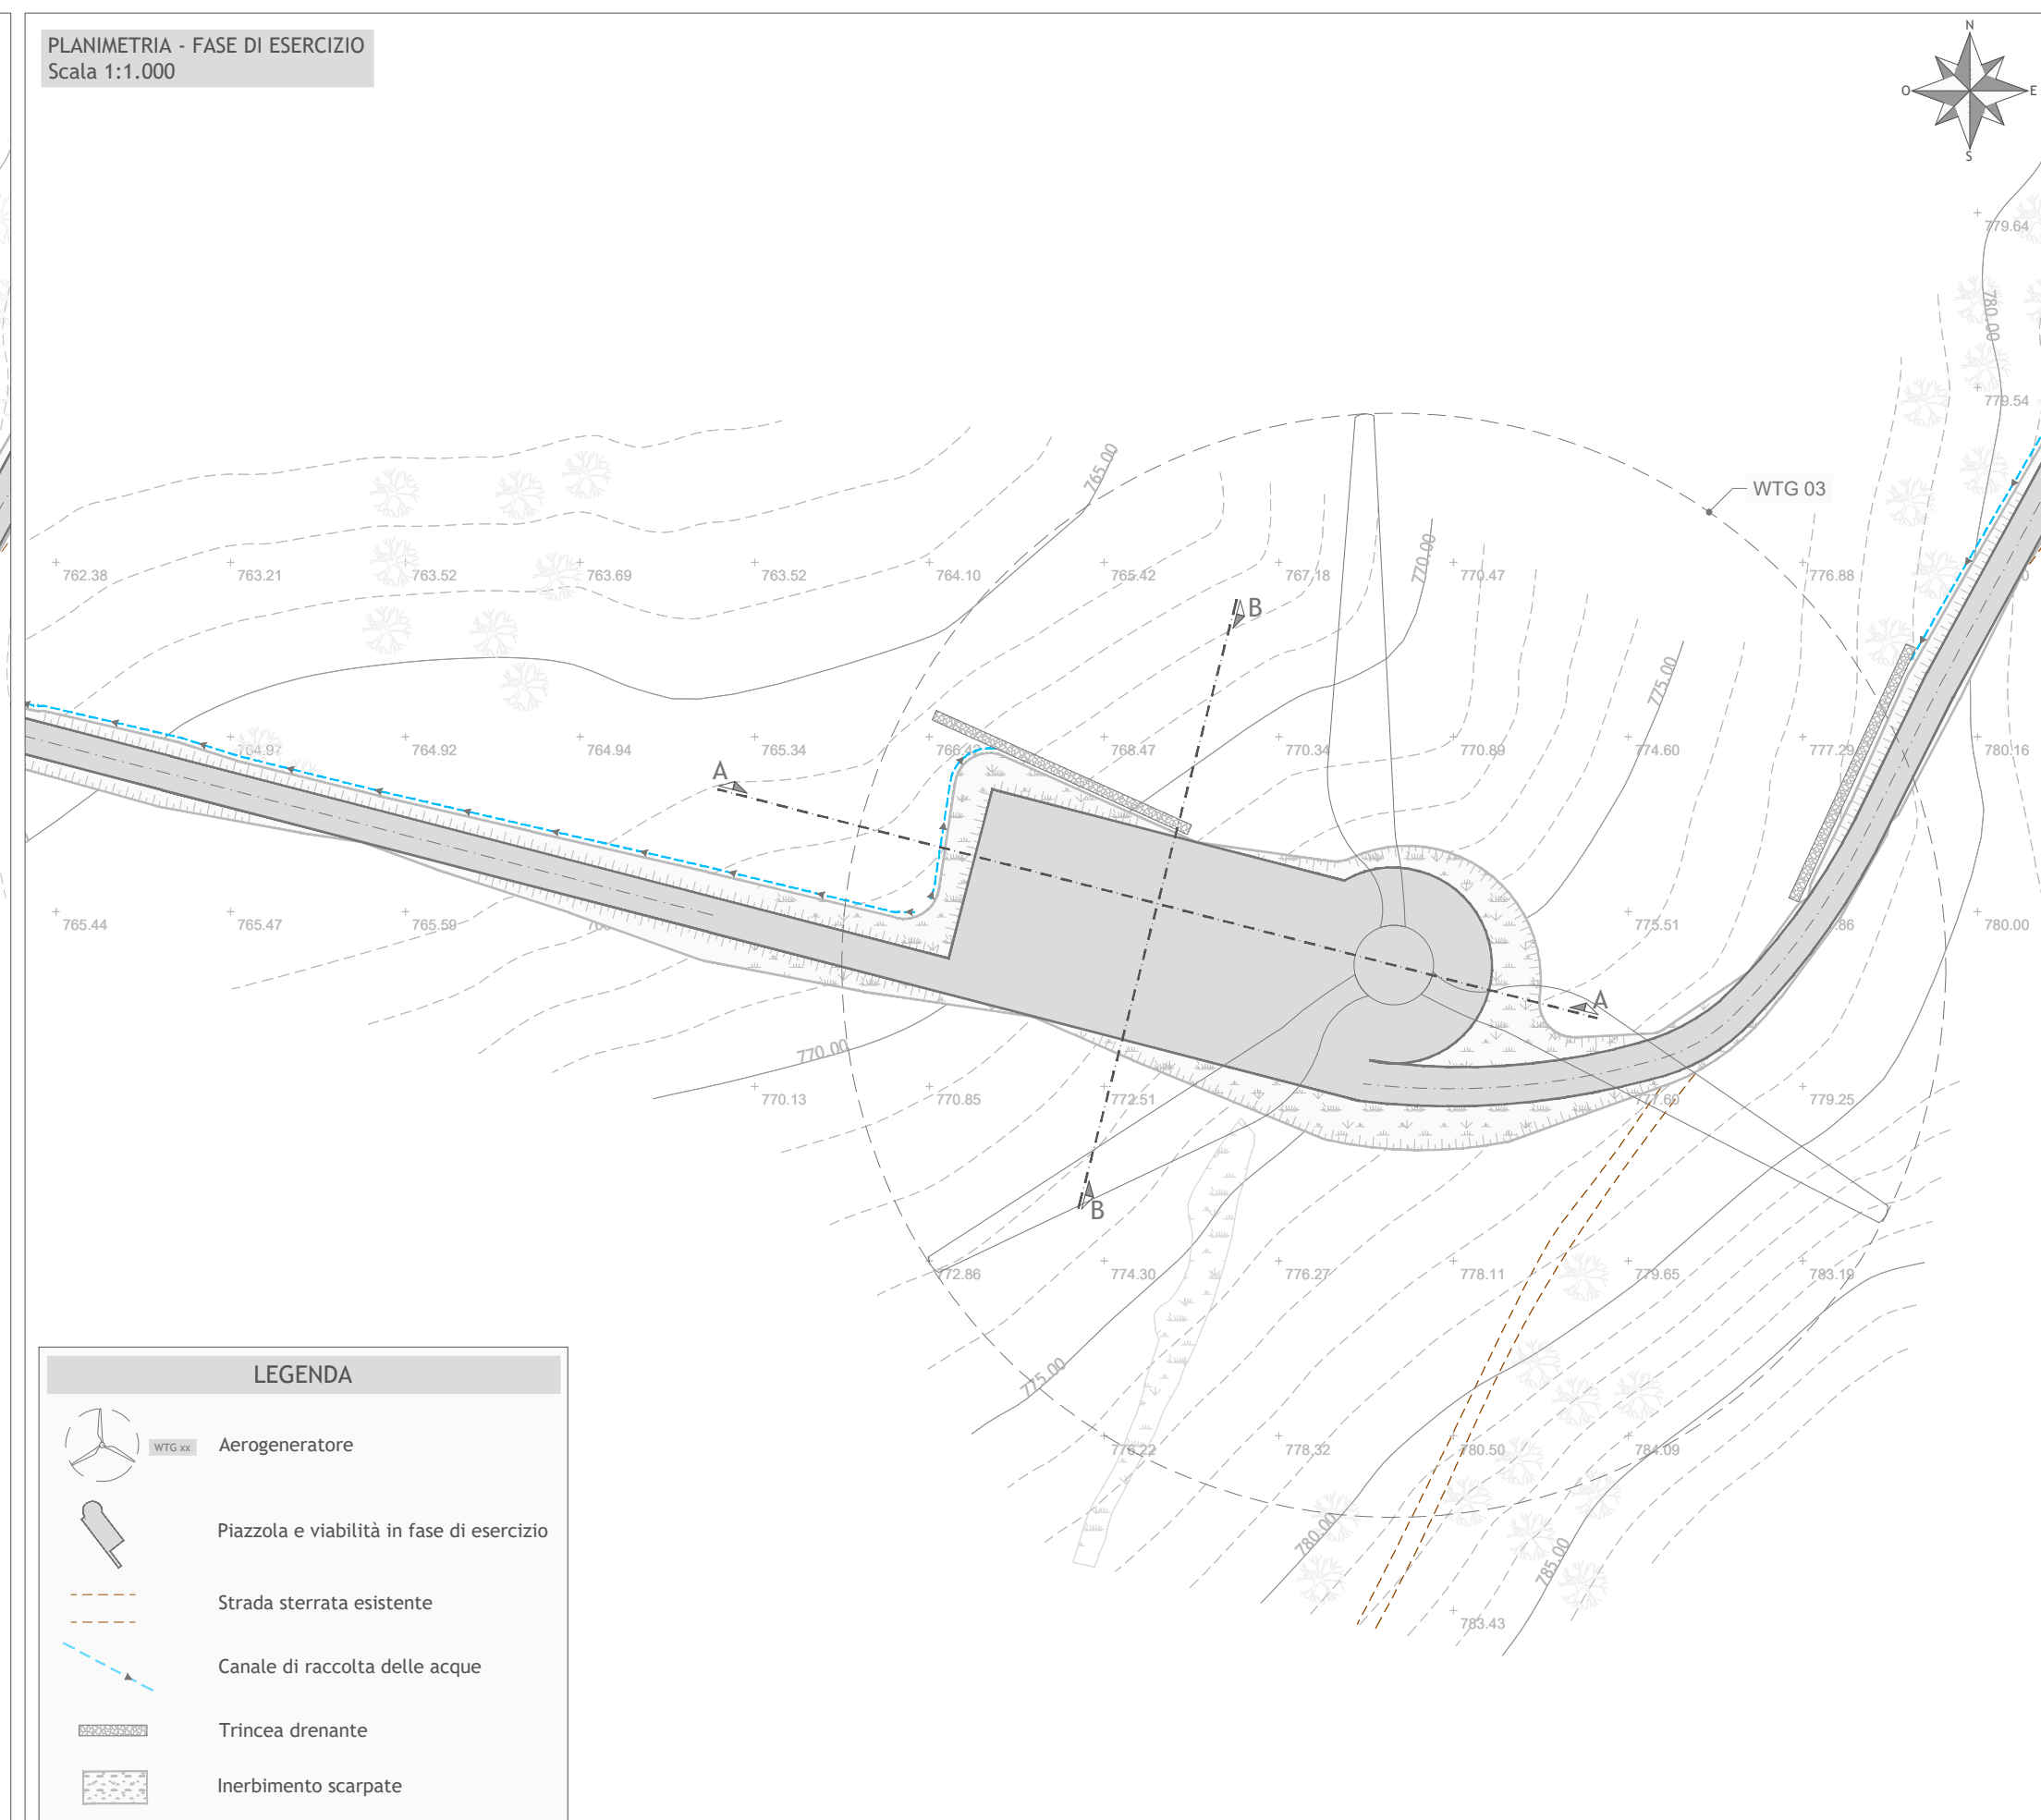 PLANIMETRIA - FASE DI ESERCIZIO
Scala 1:1.000
N
O
E
S
779.64
780.00
779.54
765.00
WTG 03
770.00
762.38
763.21
763.52
763.69
763.52
764.10
765.42
767.18
770.47
776.88
B
775.00
764.97
764.92
764.94
765.34
766.42
768.47
770.34
770.89
774.60
777.29
780.16
A
765.44
765.47
765.59
775.51
780.00
A
770.00
770.13
770.85
772.51
777.60
779.25
B
772.86
774.30
776.27
778.11
779.65
783.19
775.00
776.22
778.32
780.50
784.09
780.00
785.00
783.43
LEGENDA
WTG xx
Aerogeneratore
Piazzola e viabilità in fase di esercizio
Strada sterrata esistente
Canale di raccolta delle acque
Trincea drenante
Inerbimento scarpate